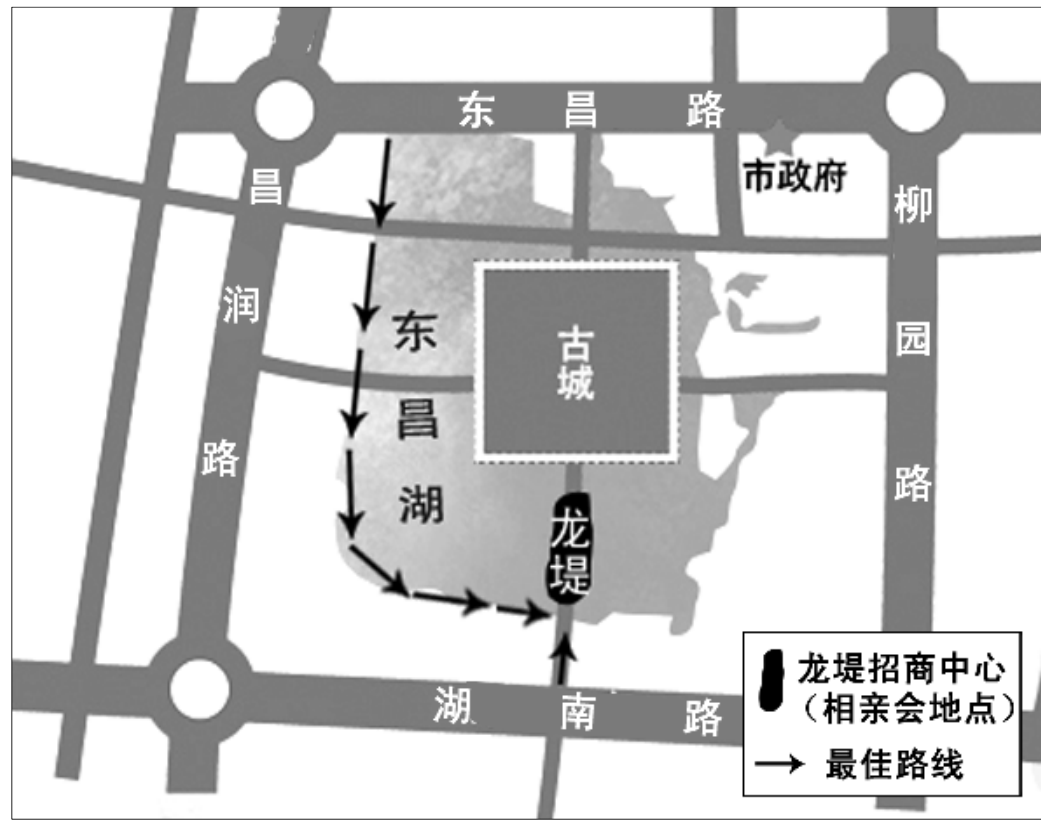 东昌路
市政府
昌润路
柳园路
东昌湖
古城
龙堤
湖南路
龙堤招商中心
（相亲会地点）
最佳路线